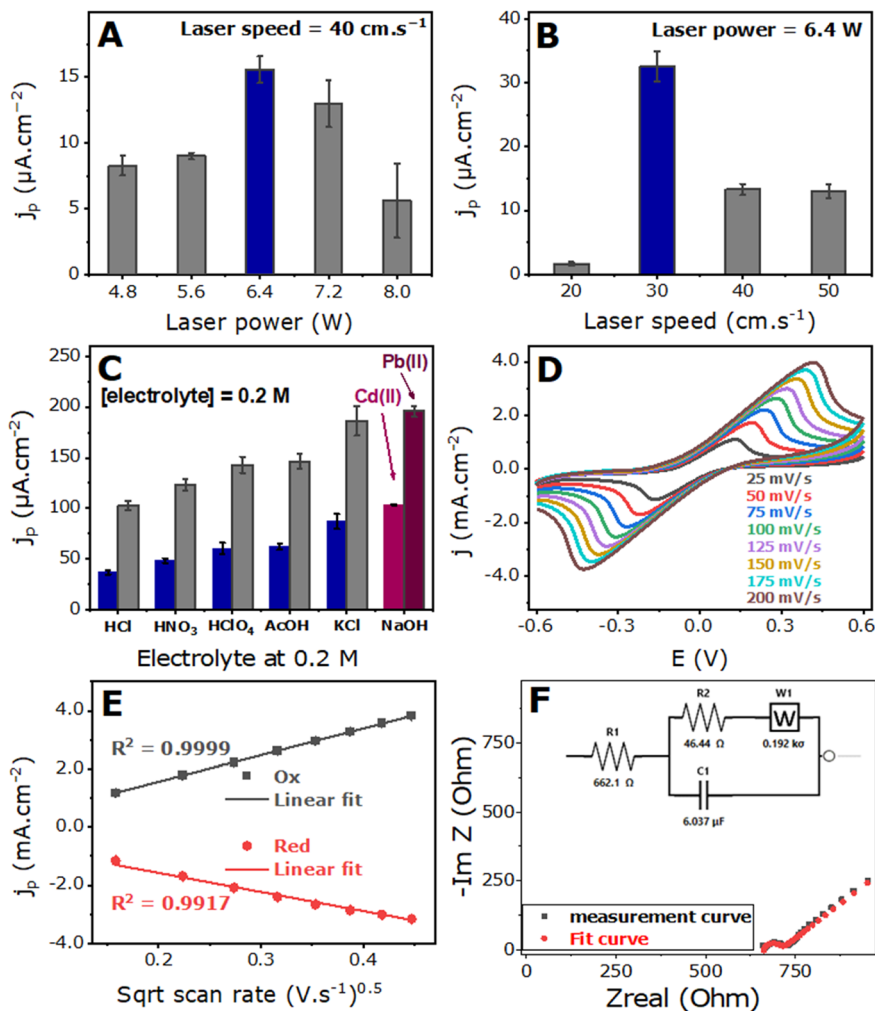 A
Laser speed = 40 cm.s⁻¹
jₚ (µA.cm⁻²)
20
15
10
5
0
4.8 5.6 6.4 7.2 8.0
Laser power (W)
B
Laser power = 6.4 W
jₚ (µA.cm⁻²)
40
30
20
10
0
20 30 40 50
Laser speed (cm.s⁻¹)
C
[electrolyte] = 0.2 M
Pb(II)
Cd(II)
jₚ (µA.cm⁻²)
250
200
150
100
50
0
HCl HNO₃ HClO₄ AcOH KCl NaOH
Electrolyte at 0.2 M
D
j (mA.cm⁻²)
4.0
2.0
0.0
-2.0
-4.0
25 mV/s
50 mV/s
75 mV/s
100 mV/s
125 mV/s
150 mV/s
175 mV/s
200 mV/s
-0.6 -0.3 0.0 0.3 0.6
E (V)
E
R² = 0.9999
Ox
Linear fit
Red
Linear fit
R² = 0.9917
jₚ (mA.cm⁻²)
4.0
2.0
0.0
-2.0
-4.0
0.2 0.3 0.4
Sqrt scan rate (V.s⁻¹)⁰·⁵
F
R1
662.1 Ω
R2
46.44 Ω
W1
W
0.192 kσ
C1
6.037 µF
-Im Z (Ohm)
750
500
250
0
measurement curve
Fit curve
0 250 500 750
Zreal (Ohm)